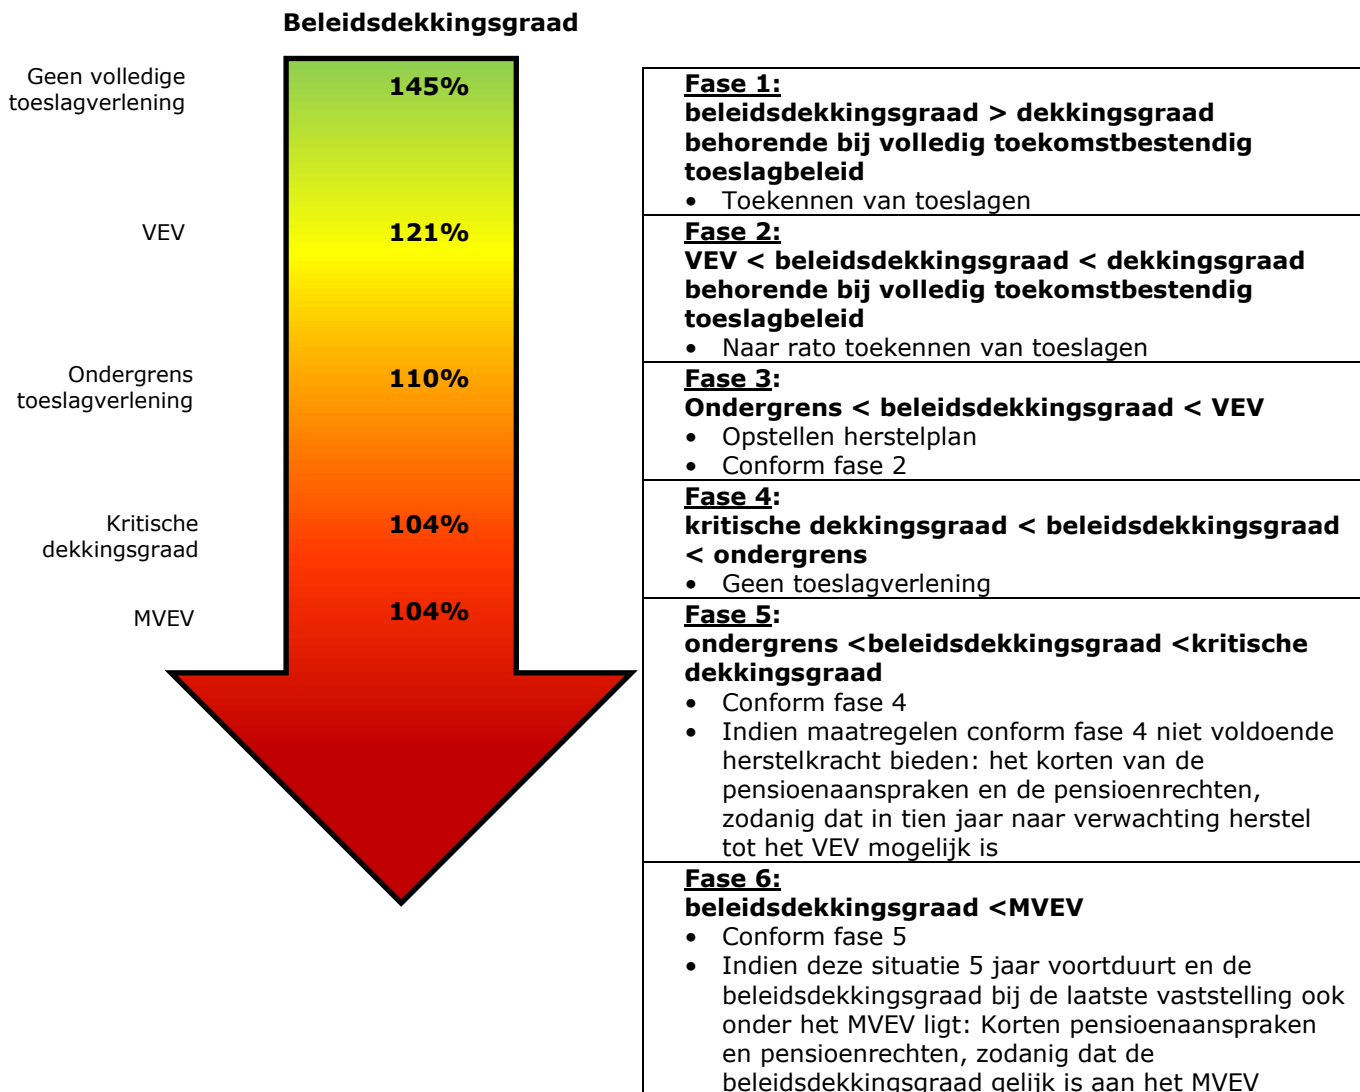 Beleidsdekkingsgraad
Geen volledige
toeslagverlening
145%
VEV
121%
Ondergrens
toeslagverlening
110%
Kritische
dekkingsgraad
104%
MVEV
104%
Fase 1:
beleidsdekkingsgraad > dekkingsgraad
behorende bij volledig toekomstbestendig
toeslagbeleid
• Toekennen van toeslagen
Fase 2:
VEV < beleidsdekkingsgraad < dekkingsgraad
behorende bij volledig toekomstbestendig
toeslagbeleid
• Naar rato toekennen van toeslagen
Fase 3:
Ondergrens < beleidsdekkingsgraad < VEV
• Opstellen herstelplan
• Conform fase 2
Fase 4:
kritische dekkingsgraad < beleidsdekkingsgraad
< ondergrens
• Geen toeslagverlening
Fase 5:
ondergrens <beleidsdekkingsgraad <kritische
dekkingsgraad
• Conform fase 4
• Indien maatregelen conform fase 4 niet voldoende
herstelkracht bieden: het korten van de
pensioenaanspraken en de pensioenrechten,
zodanig dat in tien jaar naar verwachting herstel
tot het VEV mogelijk is
Fase 6:
beleidsdekkingsgraad <MVEV
• Conform fase 5
• Indien deze situatie 5 jaar voortduurt en de
beleidsdekkingsgraad bij de laatste vaststelling ook
onder het MVEV ligt: Korten pensioenaanspraken
en pensioenrechten, zodanig dat de
beleidsdekkingsgraad gelijk is aan het MVEV